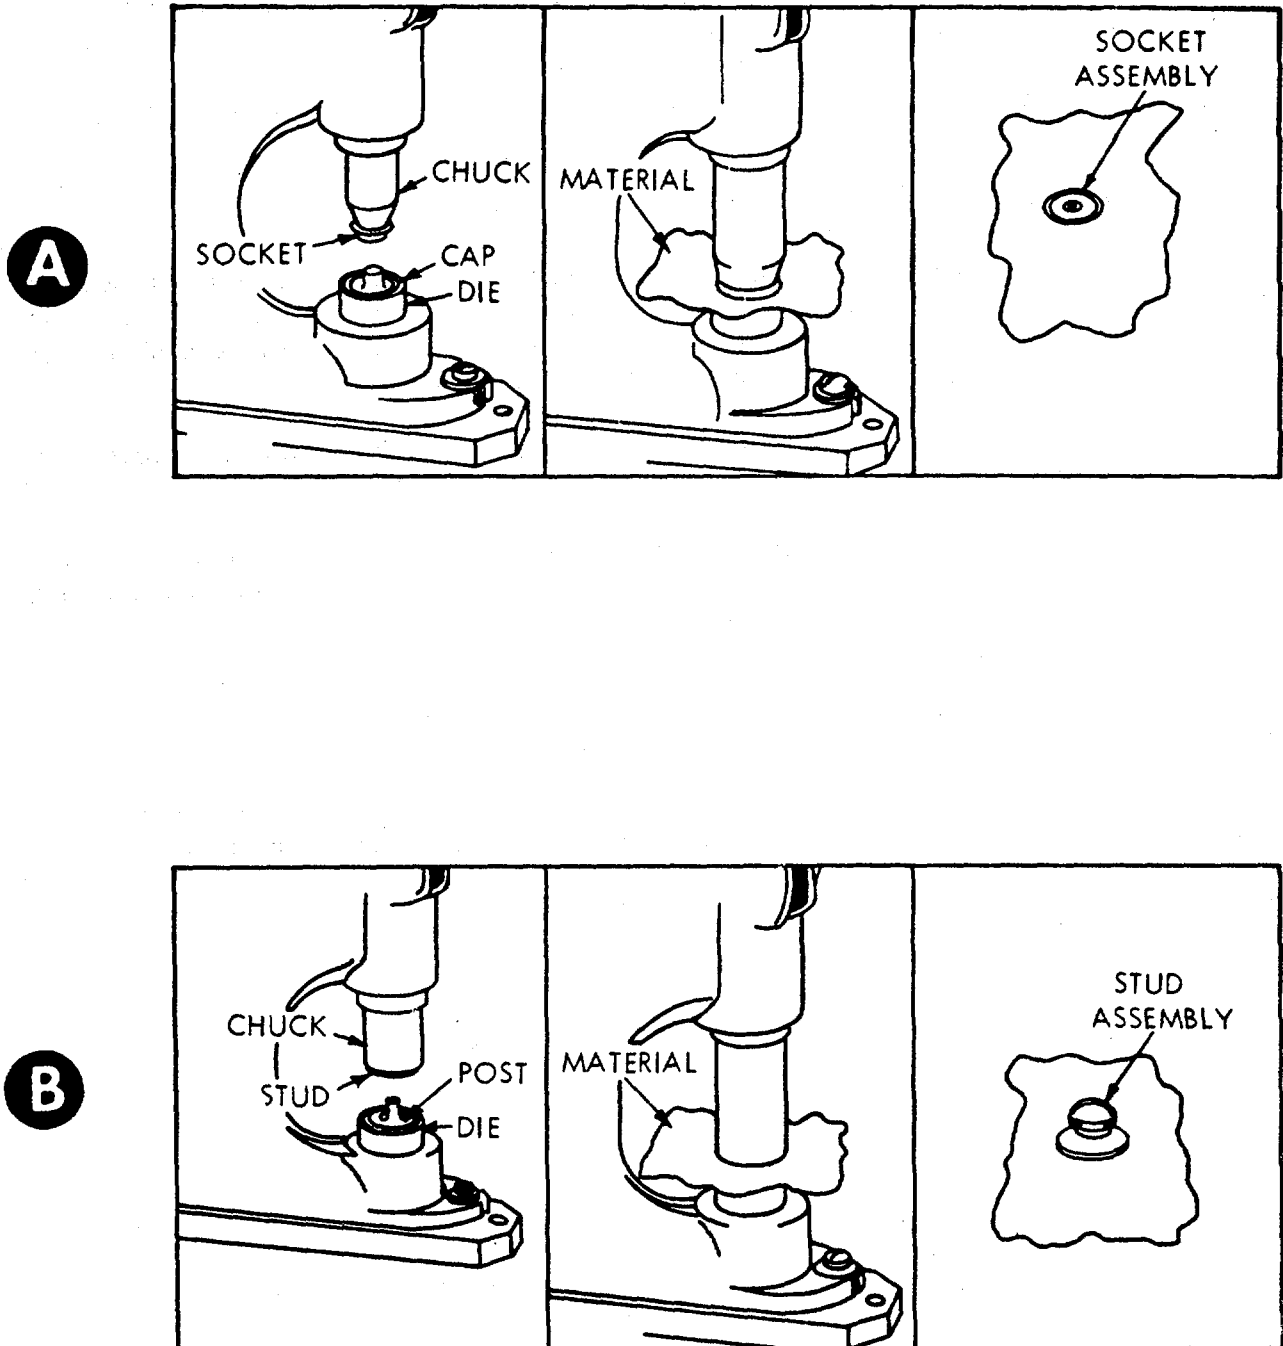 A
CHUCK
SOCKET
CAP
DIE
MATERIAL
SOCKET
ASSEMBLY
B
CHUCK
STUD
POST
DIE
MATERIAL
STUD
ASSEMBLY